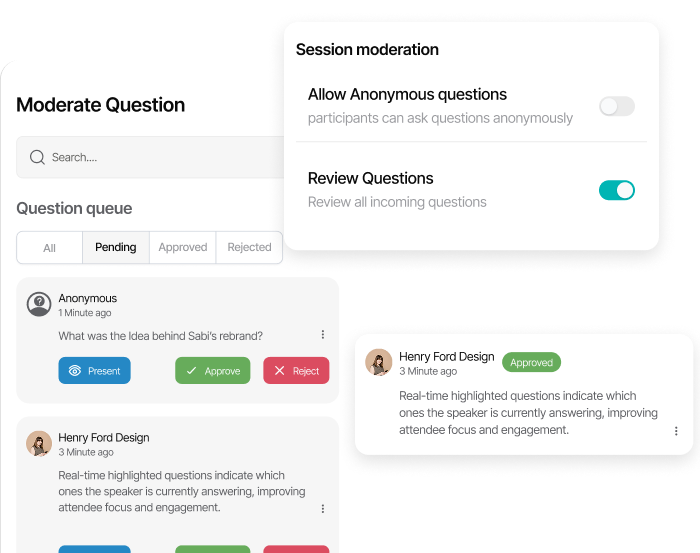 Session moderation
Allow Anonymous questions
participants can ask questions anonymously
Review Questions
Review all incoming questions
Moderate Question
Search....
Question queue
All
Pending
Approved
Rejected
Anonymous
1 Minute ago
What was the Idea behind Sabi's rebrand?
Present
Approve
Reject
Henry Ford Design
3 Minute ago
Real-time highlighted questions indicate which
ones the speaker is currently answering, improving
attendee focus and engagement.
Henry Ford Design
Approved
3 Minute ago
Real-time highlighted questions indicate which
ones the speaker is currently answering, improving
attendee focus and engagement.